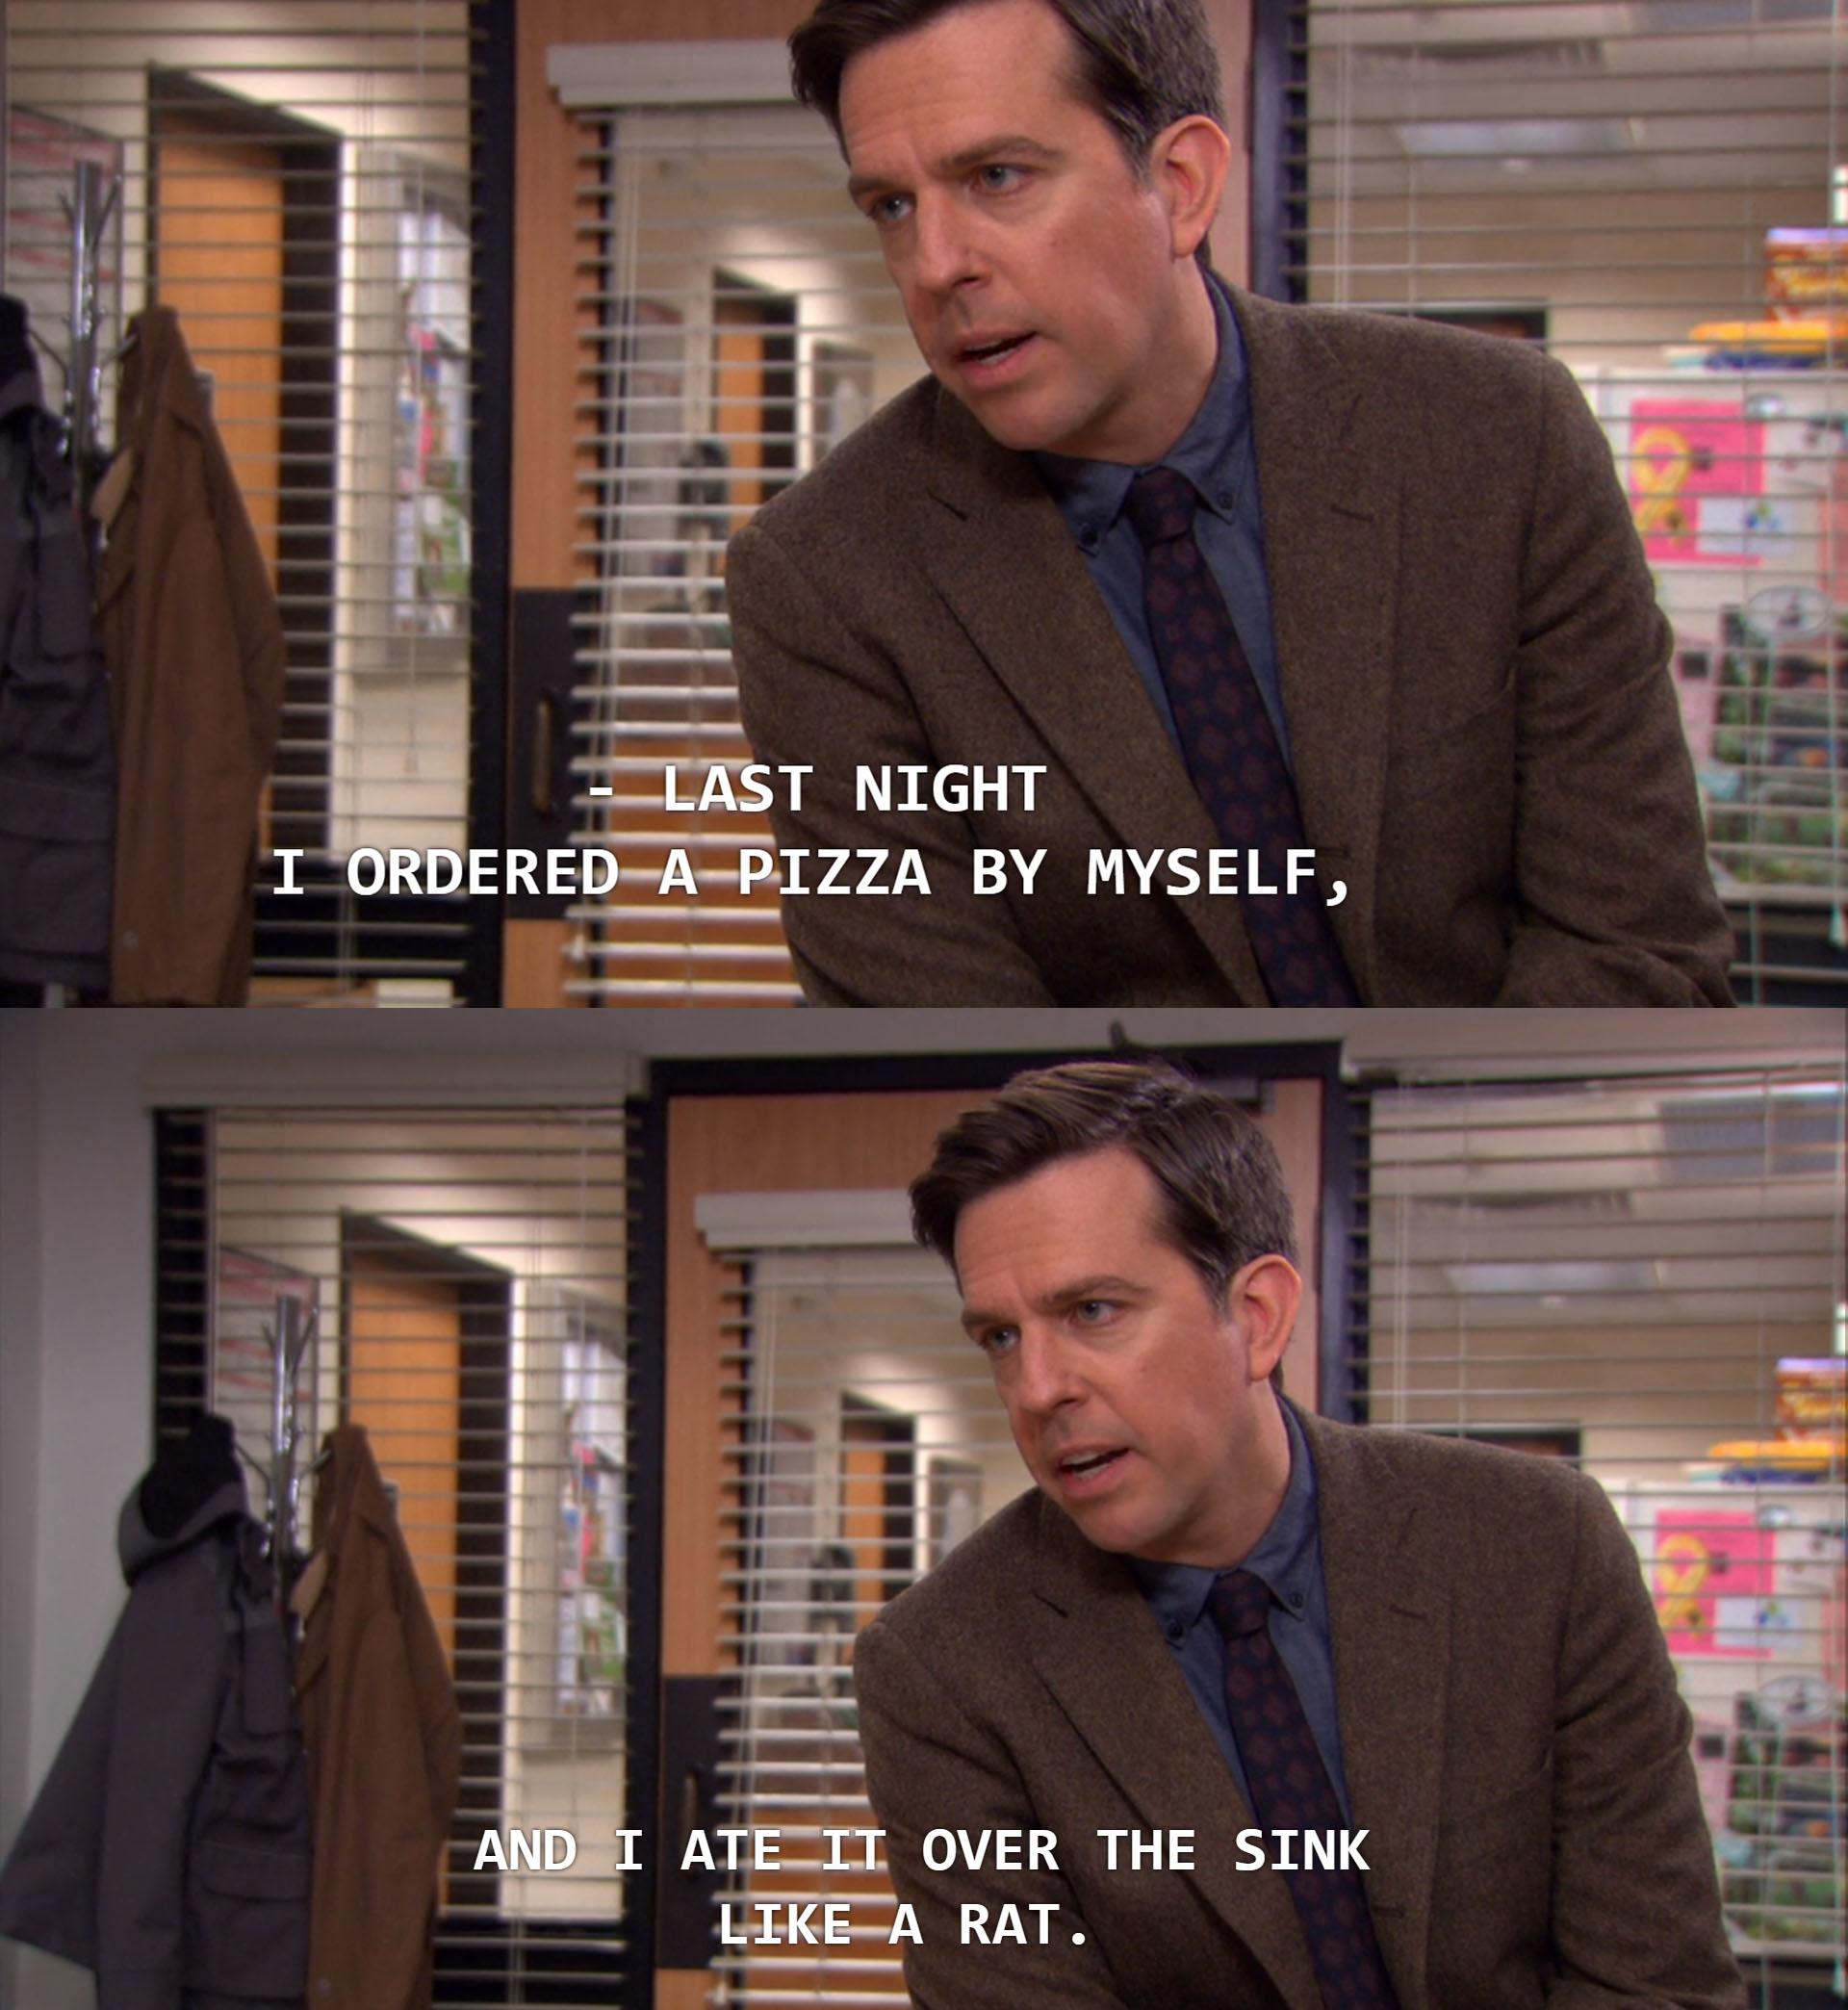 - LAST NIGHT
I ORDERED A PIZZA BY MYSELF,
AND I ATE IT OVER THE SINK
LIKE A RAT.